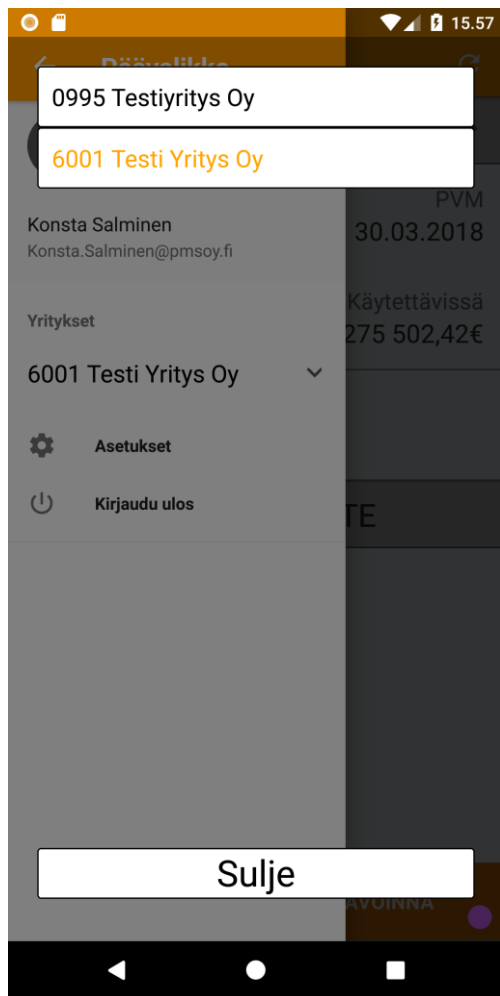 15.57
Päävalikko
0995 Testiyritys Oy
6001 Testi Yritys Oy
PVM
Konsta Salminen
30.03.2018
Konsta.Salminen@pmsoy.fi
Käytettävissä
Yritykset
275 502,42€
6001 Testi Yritys Oy
Asetukset
Kirjaudu ulos
TE
Sulje
AVOINNA